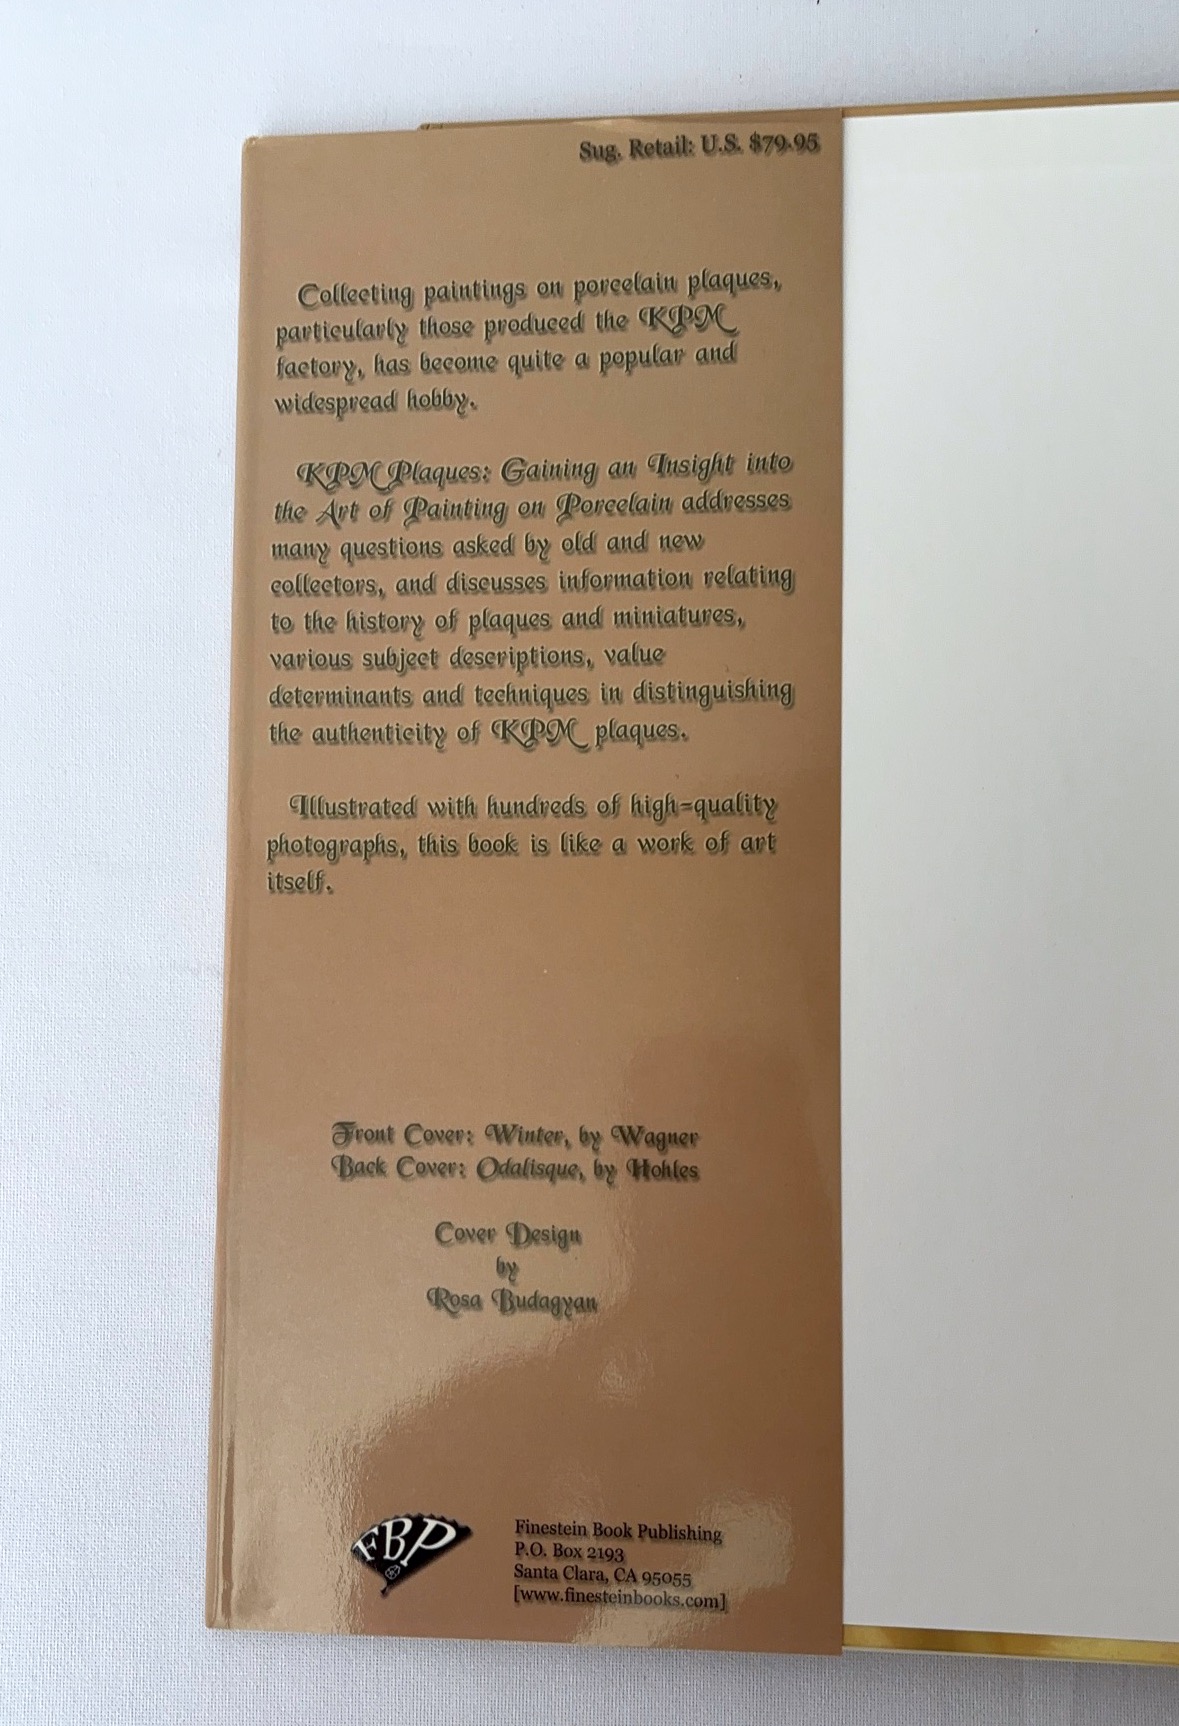 Sug. Retail: U.S. $79.95
Collecting paintings on porcelain plaques,
particularly those produced the KPM
factory, has become quite a popular and
widespread hobby.
KPM Plaques: Gaining an Insight into
the Art of Painting on Porcelain addresses
many questions asked by old and new
collectors, and discusses information relating
to the history of plaques and miniatures,
various subject descriptions, value
determinants and techniques in distinguishing
the authenticity of KPM plaques.
Illustrated with hundreds of high-quality
photographs, this book is like a work of art
itself.
Front Cover: Winter, by Wagner
Back Cover: Odalisque, by Hohles
Cover Design
by
Rosa Budagyan
FBP
Finestein Book Publishing
P.O. Box 2193
Santa Clara, CA 95055
[www.finesteinbooks.com]